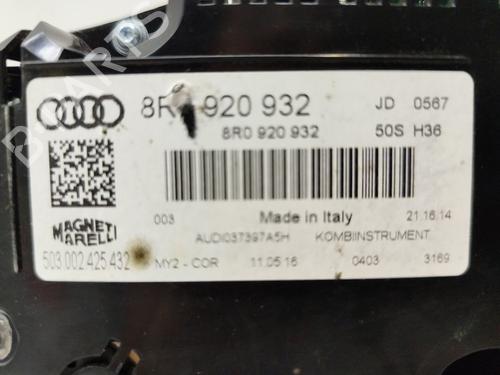 8R0 920 932 JD 0567
8R0 920 932 50S H36
003 Made in Italy 21.16.14
MAGNETI MARELLI
AUDI037397A5H KOMBIINSTRUMENT
503.002.425.432 MY2 - COR 11.05.16 0403 3169